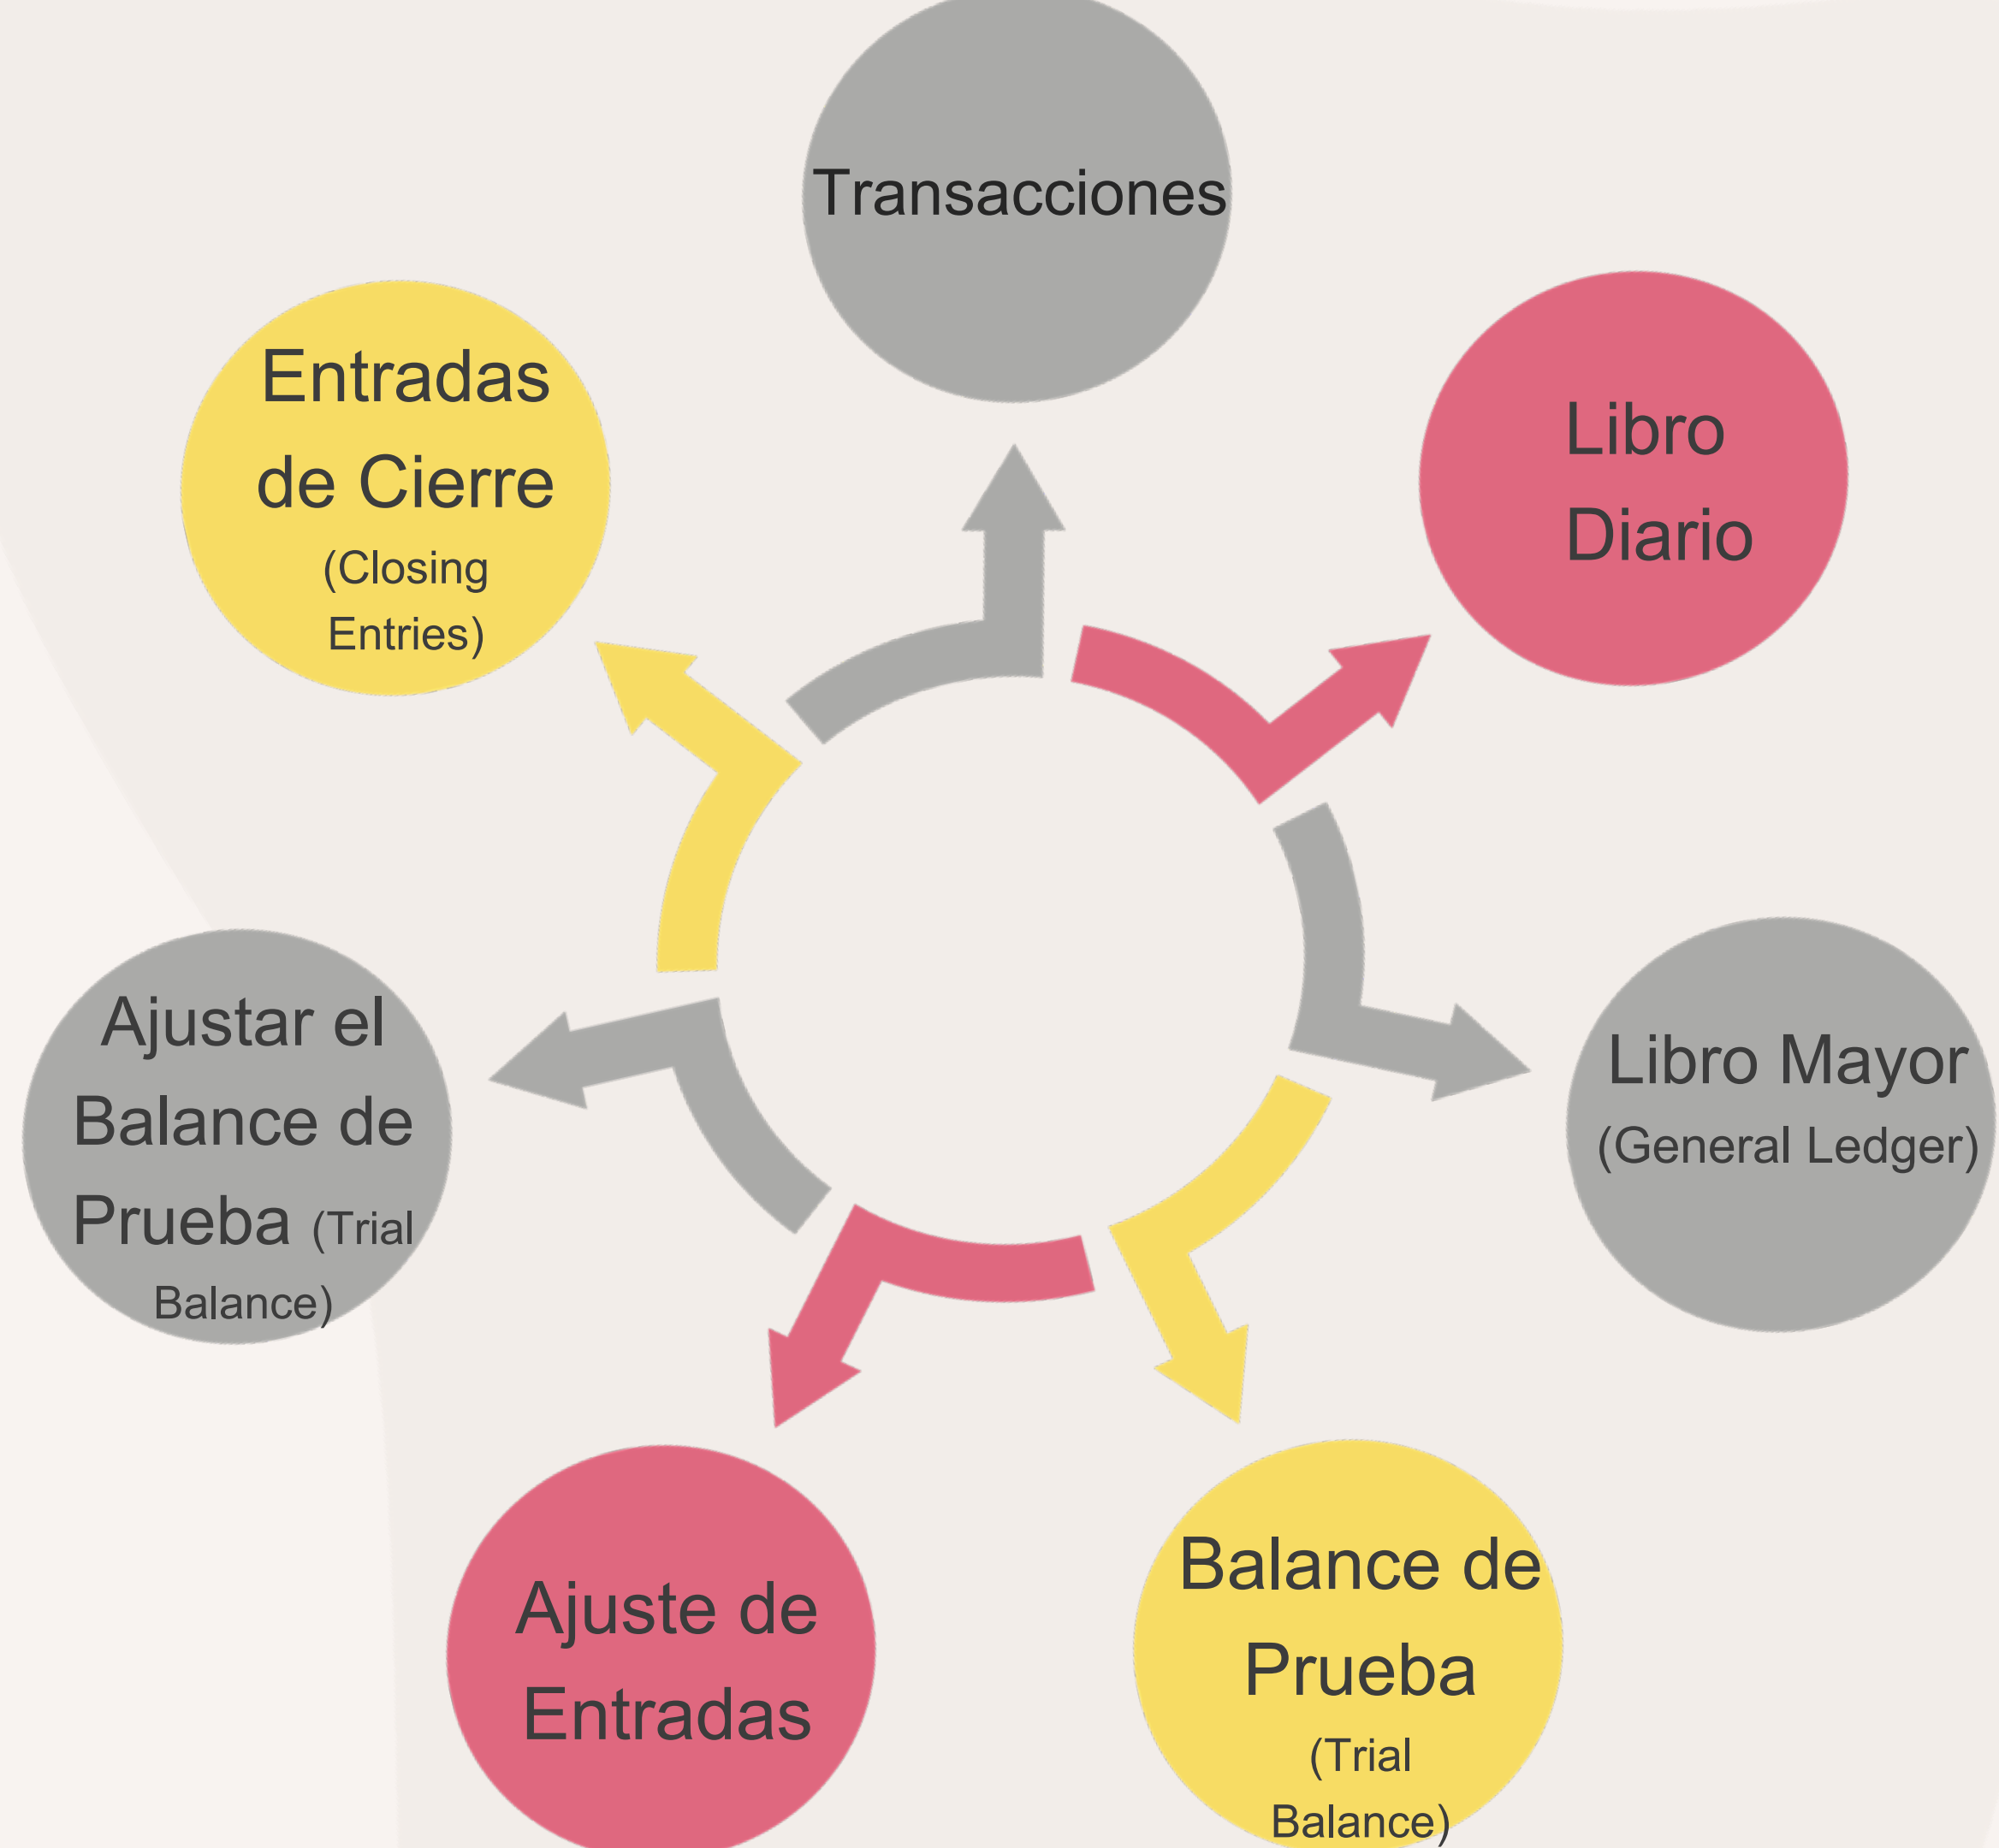 Transacciones
Libro
Diario
Libro Mayor
(General Ledger)
Balance de
Prueba
(Trial
Balance)
Ajuste de
Entradas
Ajustar el
Balance de
Prueba (Trial
Balance)
Entradas
de Cierre
(Closing
Entries)